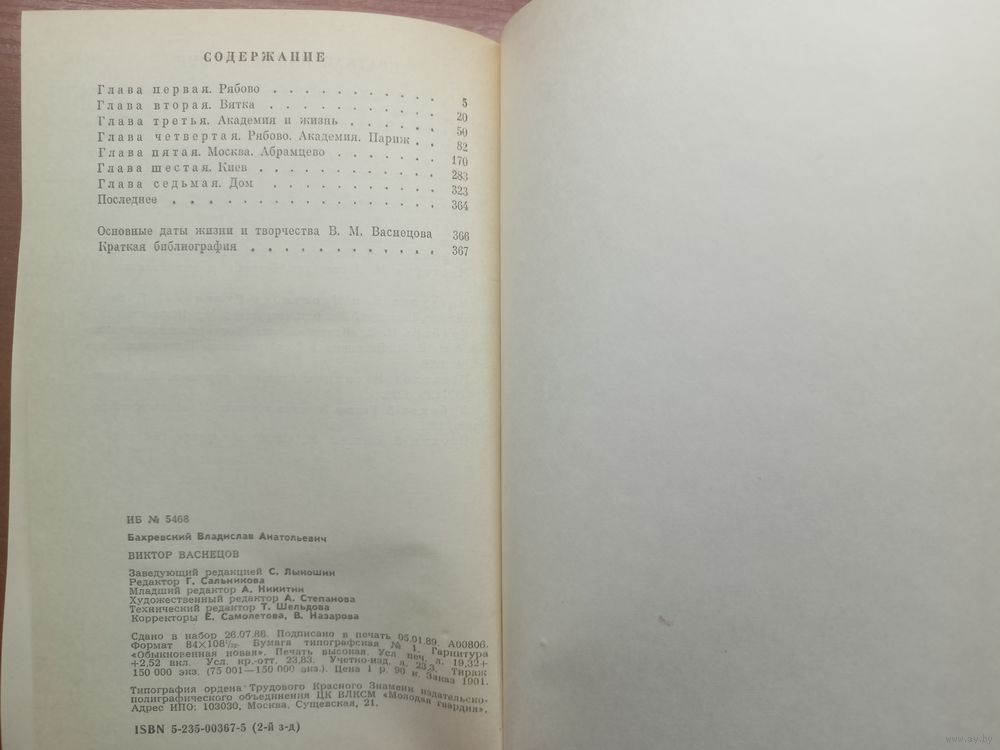 СОДЕРЖАНИЕ
Глава первая. Рябово . . . . . . . . . . . 5
Глава вторая. Вятка . . . . . . . . . . . 20
Глава третья. Академия и жизнь . . . . . . 50
Глава четвертая. Рябово. Академия. Париж . . 82
Глава пятая. Москва. Абрамцево . . . . . . . 170
Глава шестая. Киев . . . . . . . . . . . . 283
Глава седьмая. Дом . . . . . . . . . . . 323
Последнее . . . . . . . . . . . . . . . . 364
Основные даты жизни и творчества В. М. Васнецова 366
Краткая библиография . . . . . . . . . . . . 367
ИБ № 5468
Бахревский Владислав Анатольевич
ВИКТОР ВАСНЕЦОВ
Заведующий редакцией С. Лыкошин
Редактор Г. Сальникова
Младший редактор А. Никитин
Художественный редактор А. Степанова
Технический редактор Т. Шельдова
Корректоры Е. Самолетова, В. Назарова
Сдано в набор 26.07.88. Подписано в печать 05.01.89. А00806.
Формат 84×108¹/₃₂. Бумага типографская № 1. Гарнитура
«Обыкновенная новая». Печать высокая. Усл. печ. л. 19,32+
+2,52 вкл. Усл. кр.-отт. 23,83. Учетно-изд. л. 23,3. Тираж
150 000 экз. (75 001—150 000 экз.). Цена 1 р. 90 к. Заказ 1901.
Типография ордена Трудового Красного Знамени издательско-
полиграфического объединения ЦК ВЛКСМ «Молодая гвардия».
Адрес ИПО: 103030, Москва, Сущевская, 21.
ISBN 5-235-00367-5 (2-й з-д)
www.ay.by